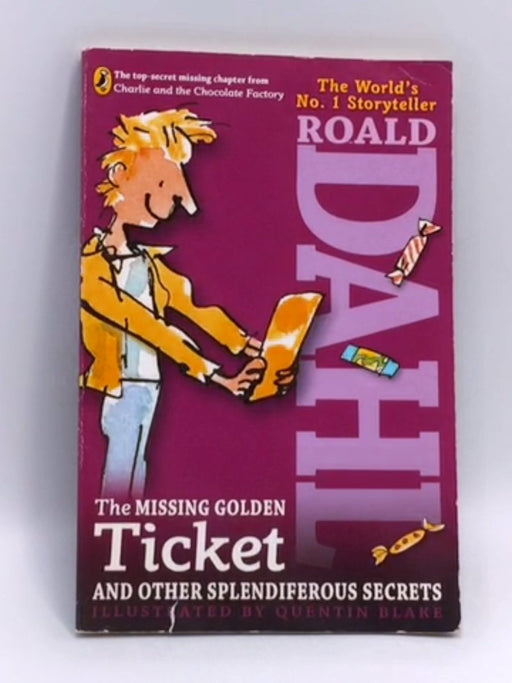 The top-secret missing chapter from
Charlie and the Chocolate Factory
The World's
No. 1 Storyteller
ROALD
DAHL
The MISSING GOLDEN
Ticket
AND OTHER SPLENDIFEROUS SECRETS
ILLUSTRATED BY QUENTIN BLAKE